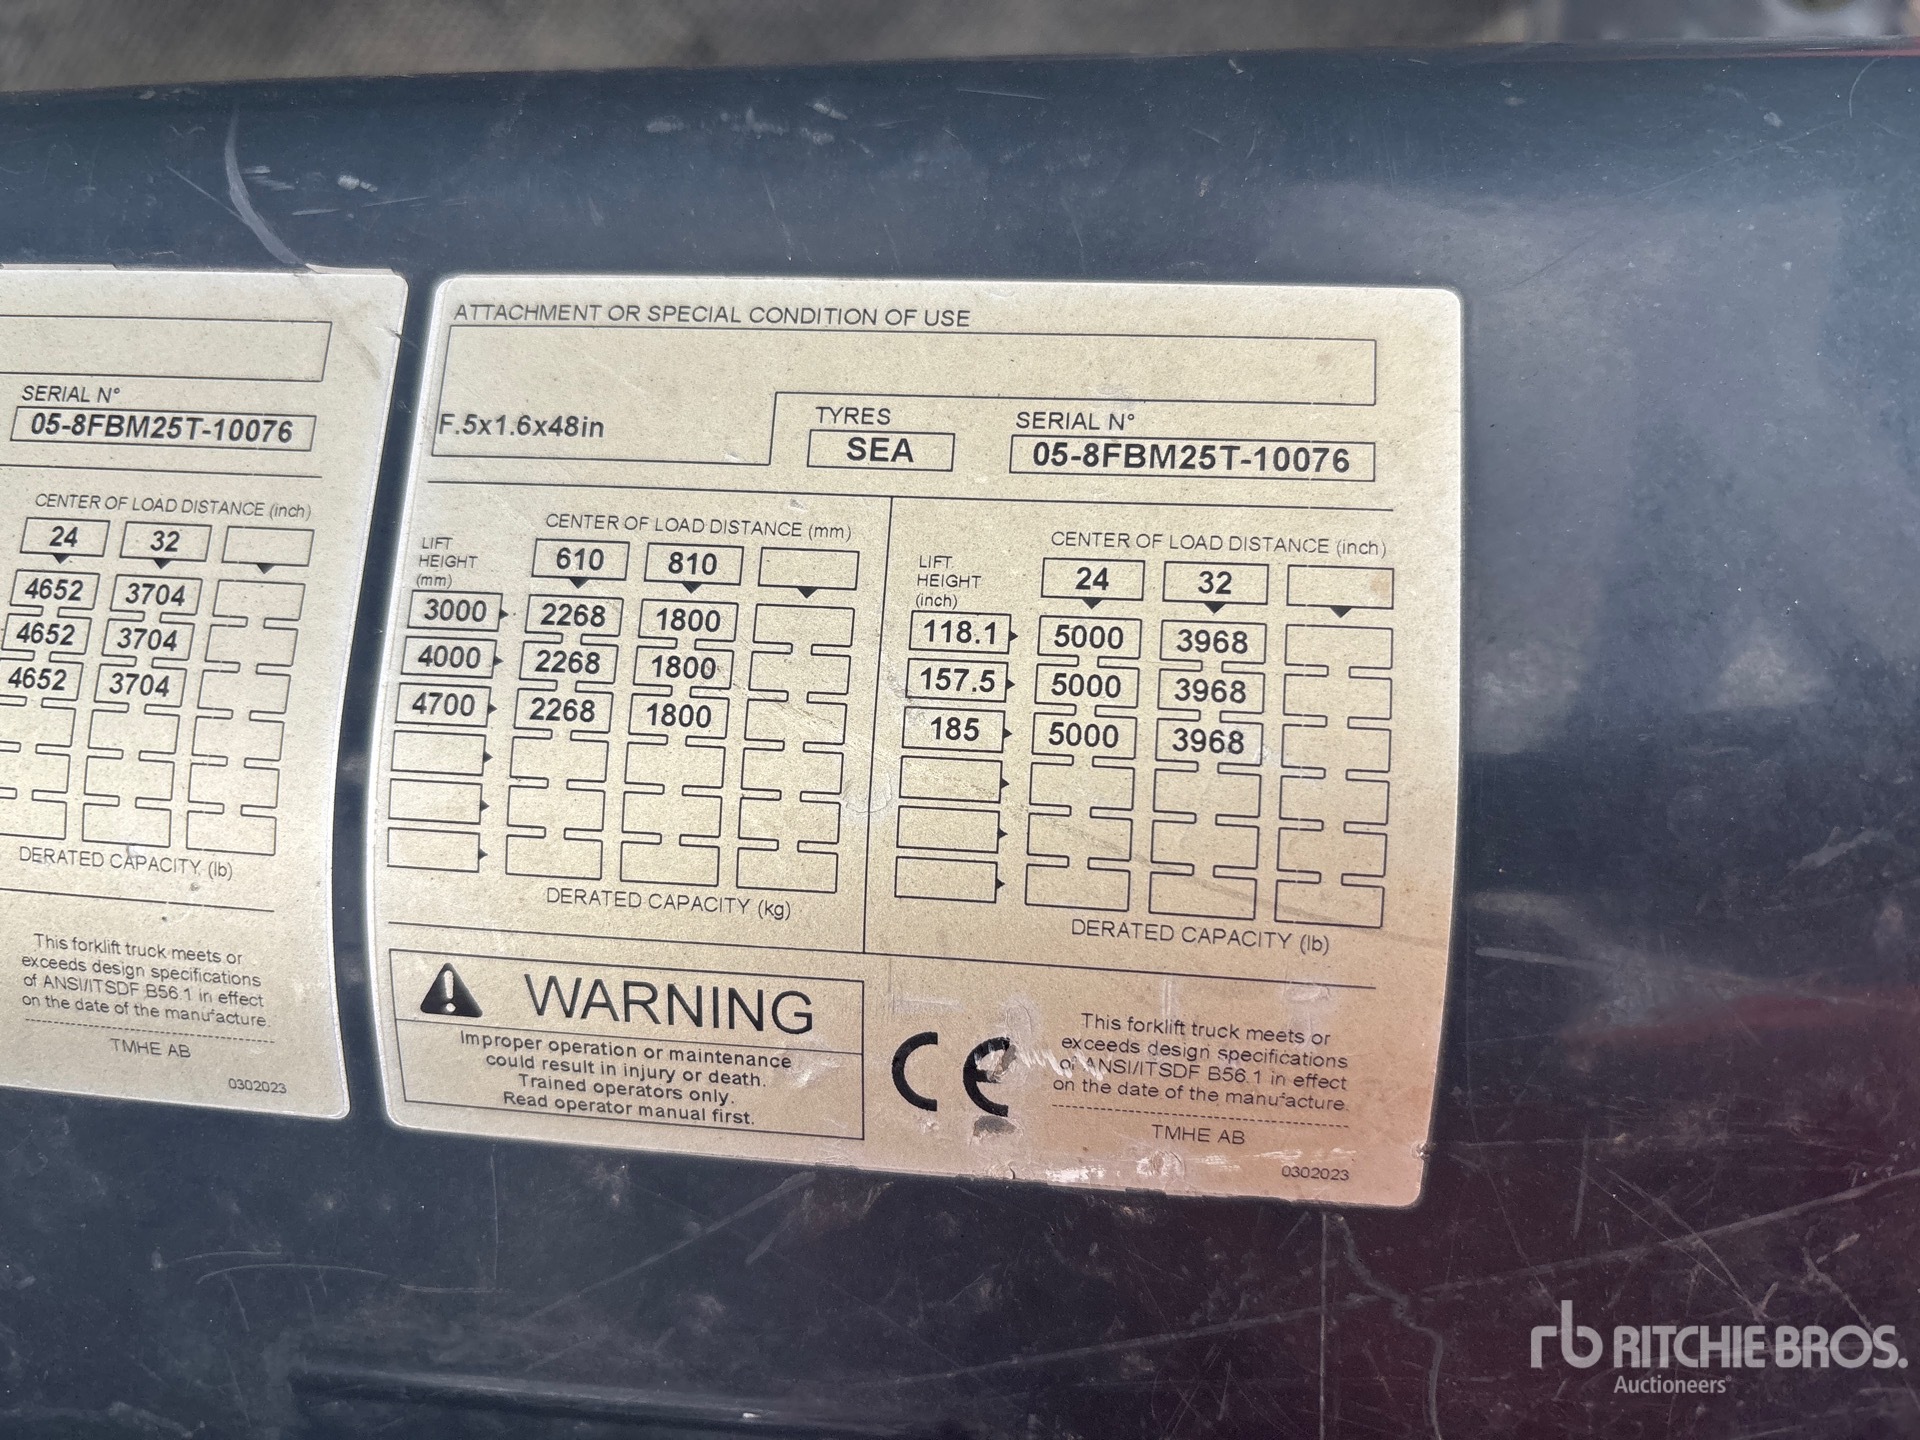 SERIAL N°
05-8FBM25T-10076
CENTER OF LOAD DISTANCE (inch)
24 32
4652 3704
4652 3704
4652 3704
DERATED CAPACITY (lb)
This forklift truck meets or
exceeds design specifications
of ANSI/ITSDF B56.1 in effect
on the date of the manufacture.
TMHE AB
0302023
ATTACHMENT OR SPECIAL CONDITION OF USE
F.5x1.6x48in
TYRES
SEA
SERIAL N°
05-8FBM25T-10076
CENTER OF LOAD DISTANCE (mm)
LIFT
HEIGHT
(mm)
610 810
3000 2268 1800
4000 2268 1800
4700 2268 1800
DERATED CAPACITY (kg)
CENTER OF LOAD DISTANCE (inch)
LIFT
HEIGHT
(inch)
24 32
118.1 5000 3968
157.5 5000 3968
185 5000 3968
DERATED CAPACITY (lb)
WARNING
Improper operation or maintenance
could result in injury or death.
Trained operators only.
Read operator manual first.
CE
This forklift truck meets or
exceeds design specifications
of ANSI/ITSDF B56.1 in effect
on the date of the manufacture.
TMHE AB
0302023
rb RITCHIE BROS.
Auctioneers